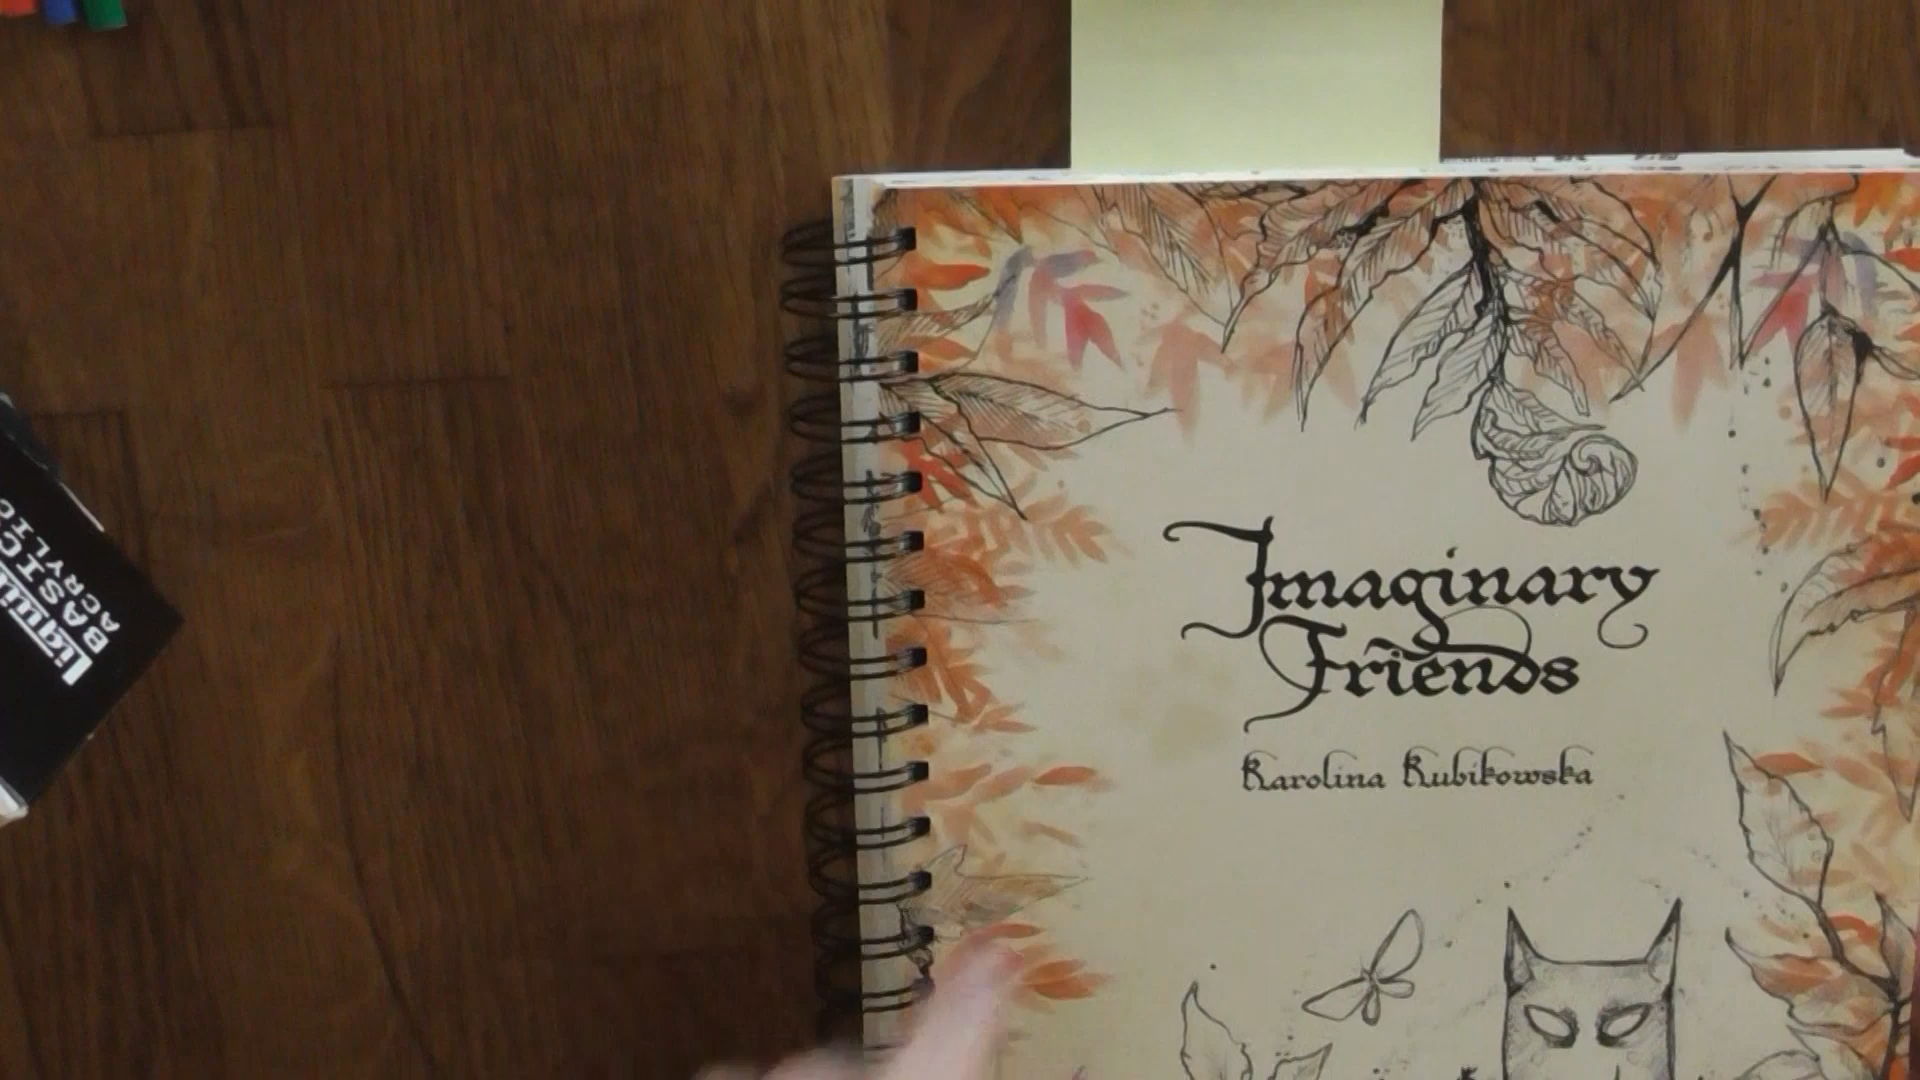 Imaginary
Friends
Karolina Kubikowska
BASICS
ACRYLIC